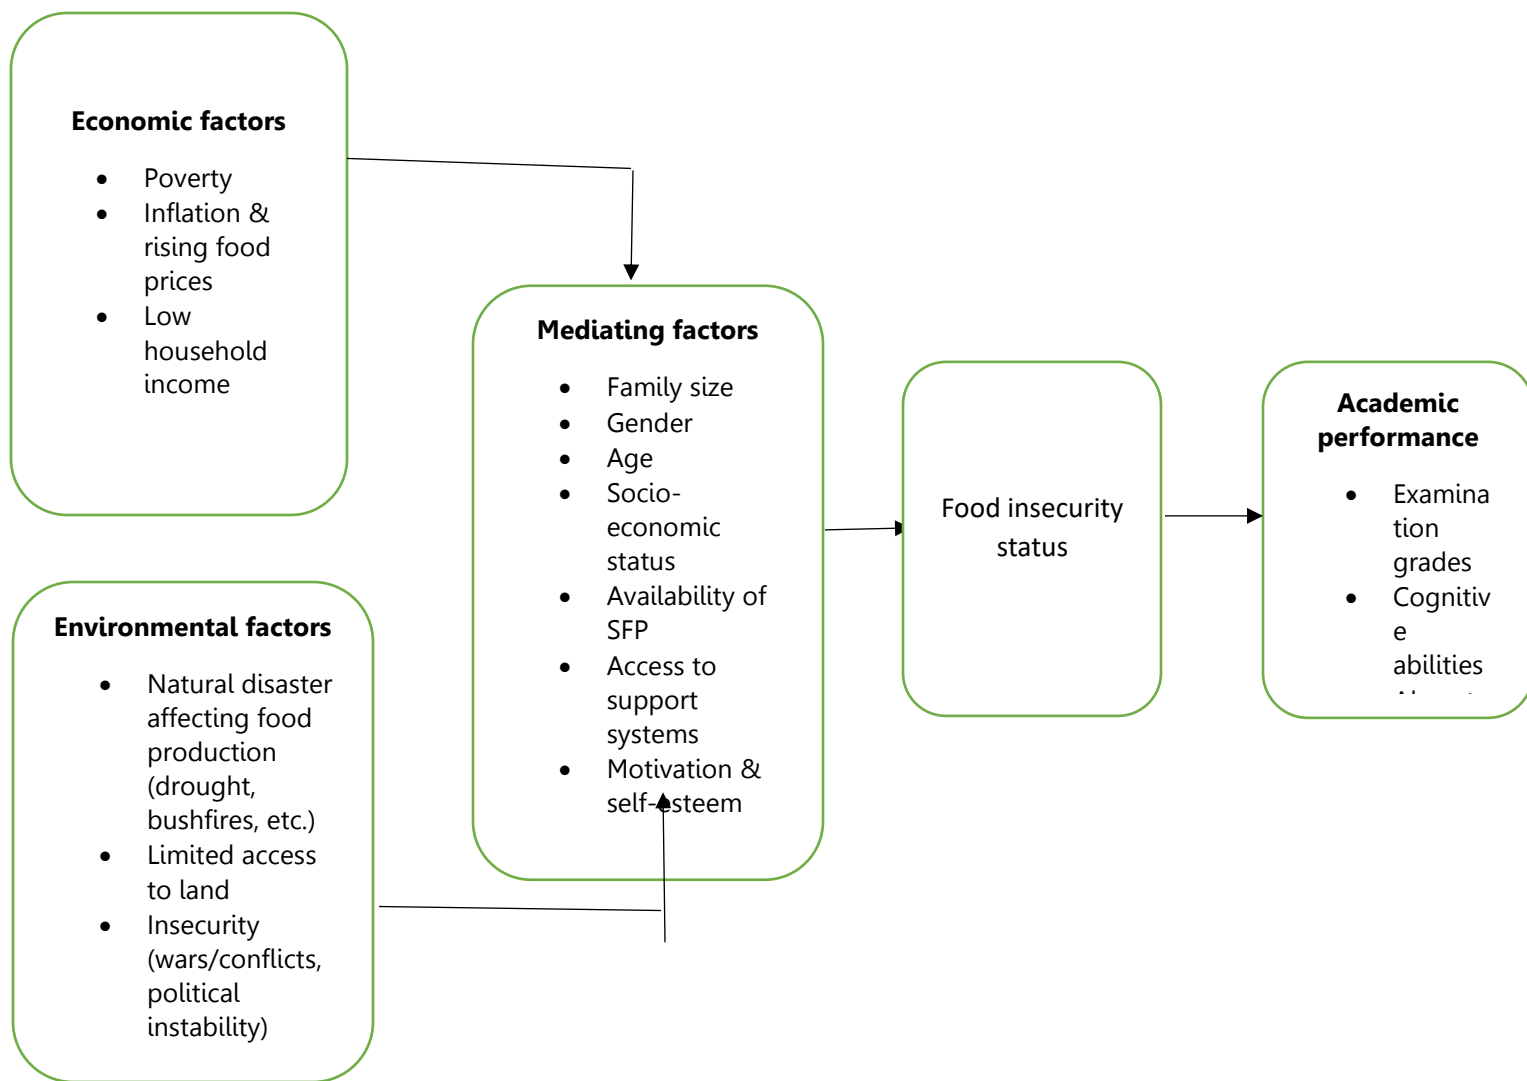 Economic factors
• Poverty
• Inflation &
rising food
prices
• Low
household
income
Environmental factors
• Natural disaster
affecting food
production
(drought,
bushfires, etc.)
• Limited access
to land
• Insecurity
(wars/conflicts,
political
instability)
Mediating factors
• Family size
• Gender
• Age
• Socio-
economic
status
• Availability of
SFP
• Access to
support
systems
• Motivation &
self-esteem
Food insecurity
status
Academic
performance
• Examina
tion
grades
• Cognitiv
e
abilities